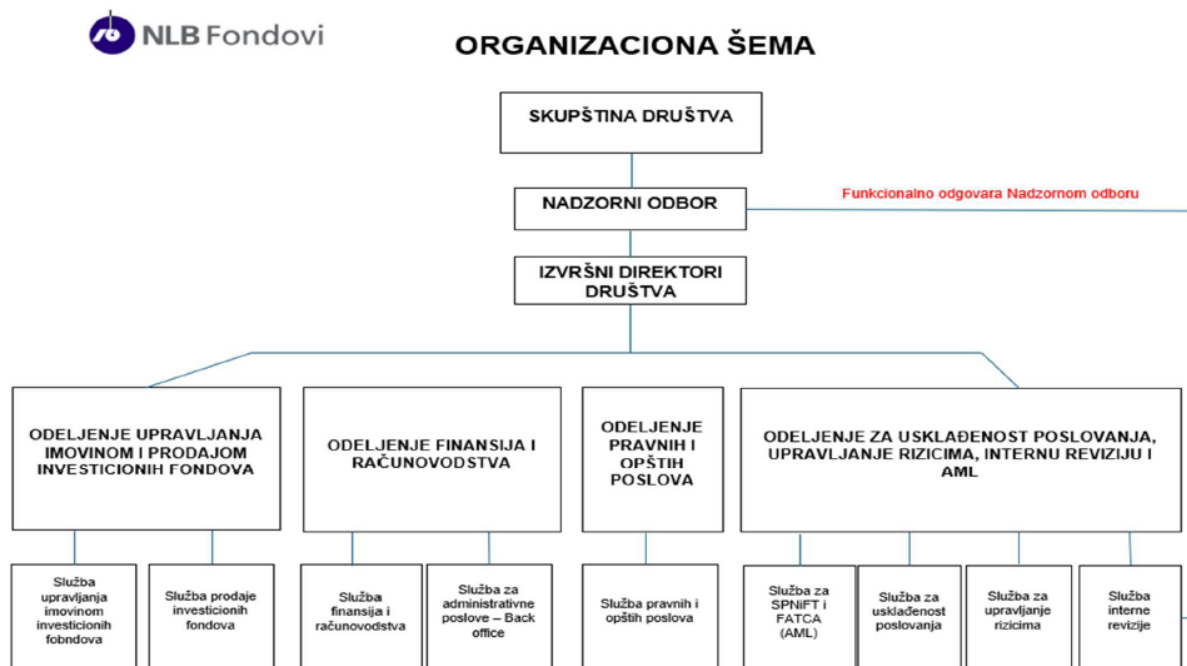 NLB Fondovi
ORGANIZACIONA ŠEMA
SKUPŠTINA DRUŠTVA
NADZORNI ODBOR
Funkcionalno odgovara Nadzornom odboru
IZVRŠNI DIREKTORI
DRUŠTVA
ODELJENJE UPRAVLJANJA
IMOVINOM I PRODAJOM
INVESTICIONIH FONDOVA
ODELJENJE FINANSIJA I
RAČUNOVODSTVA
ODELJENJE
PRAVNIH I
OPŠTIH
POSLOVA
ODELJENJE ZA USKLAĐENOST POSLOVANJA,
UPRAVLJANJE RIZICIMA, INTERNU REVIZIJU I
AML
Služba
upravljanja
imovinom
investicionih
fobndova
Služba prodaje
investicionih
fondova
Služba
finansija i
računovodstva
Služba za
administrativne
poslove – Back
office
Služba pravnih i
opštih poslova
Služba za
SPNiFT i
FATCA
(AML)
Služba za
usklađenost
poslovanja
Služba za
upravljanje
rizicima
Služba
interne
revizije